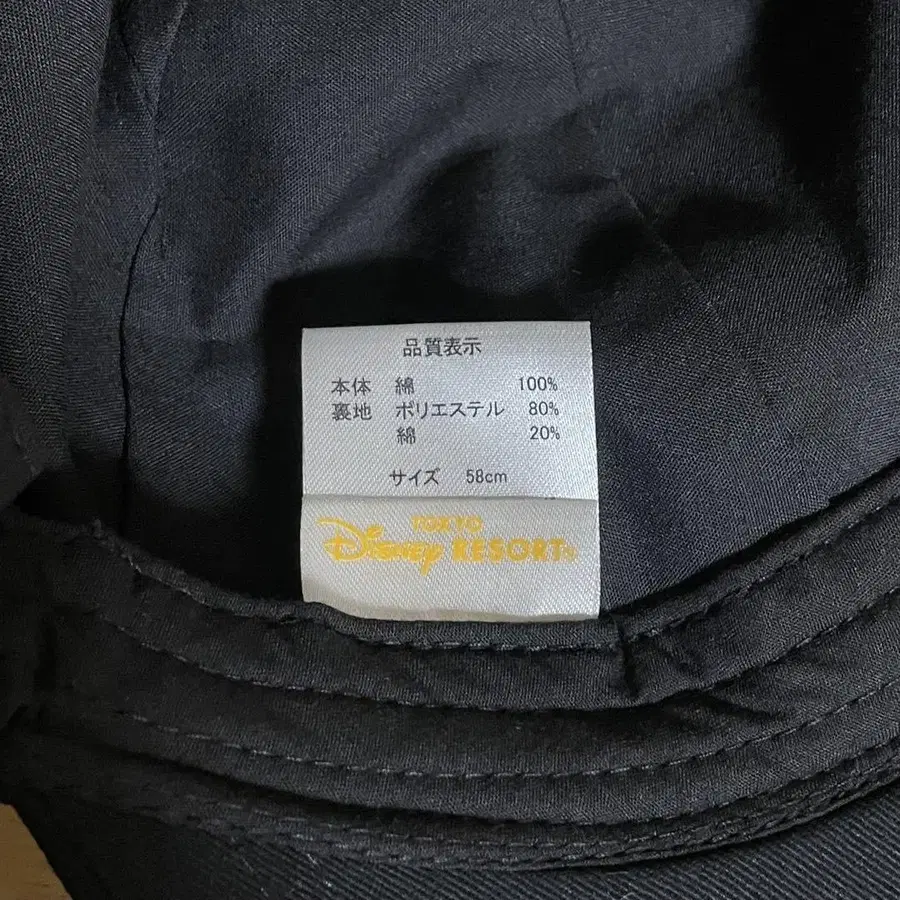 品質表示
本体 綿 100%
裏地 ポリエステル 80%
綿 20%
サイズ 58cm
TOKYO
Disney RESORT®